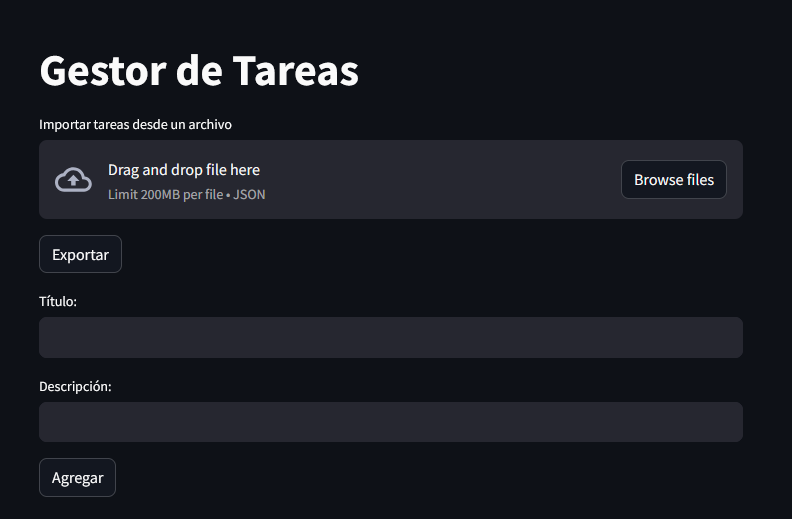 Gestor de Tareas
Importar tareas desde un archivo
Drag and drop file here
Limit 200MB per file • JSON
Browse files
Exportar
Título:
Descripción:
Agregar